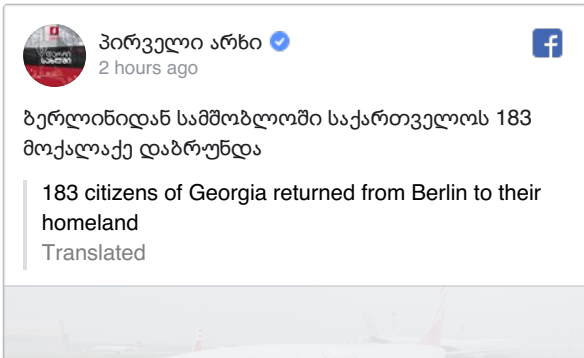 პირველი არხი
2 hours ago
ბერლინიდან სამშობლოში საქართველოს 183
მოქალაქე დაბრუნდა
183 citizens of Georgia returned from Berlin to their
homeland
Translated